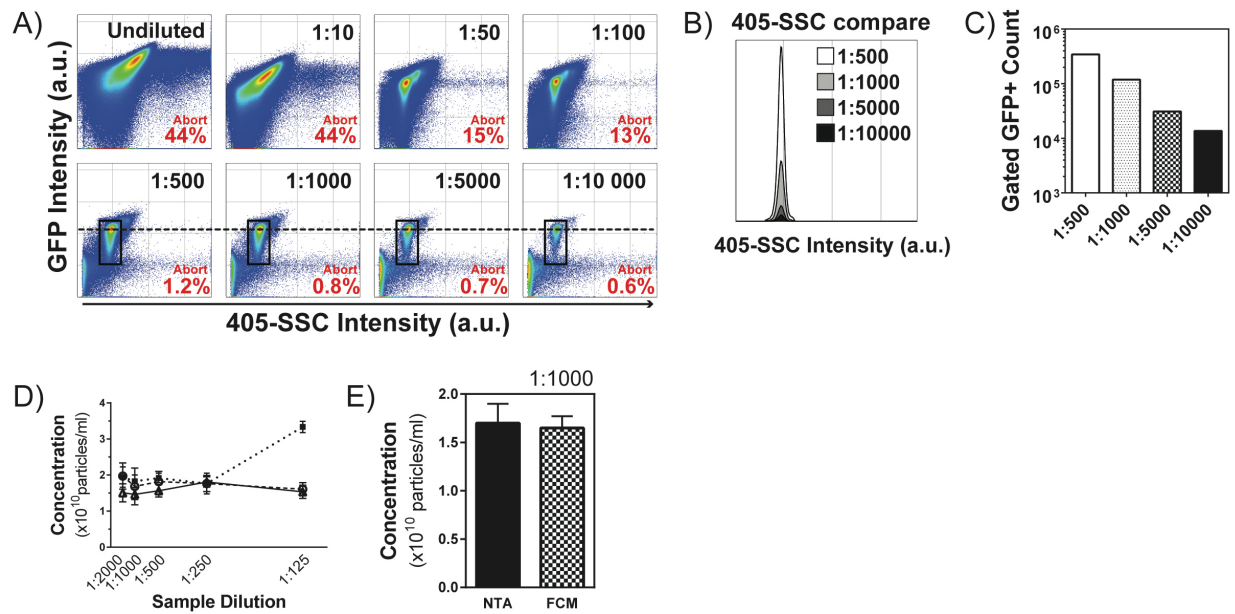 A)
Undiluted
1:10
1:50
1:100
Abort
44%
Abort
44%
Abort
15%
Abort
13%
1:500
1:1000
1:5000
1:10 000
Abort
1.2%
Abort
0.8%
Abort
0.7%
Abort
0.6%
GFP Intensity (a.u.)
405-SSC Intensity (a.u.)
B)
405-SSC compare
1:500
1:1000
1:5000
1:10000
405-SSC Intensity (a.u.)
C)
Gated GFP+ Count
10^6
10^5
10^4
10^3
1:500
1:1000
1:5000
1:10000
D)
Concentration
(x10^10 particles/ml)
4
3
2
1
0
1:2000
1:1000
1:500
1:250
1:125
Sample Dilution
E)
1:1000
Concentration
(x10^10 particles/ml)
2.0
1.5
1.0
0.5
0.0
NTA
FCM